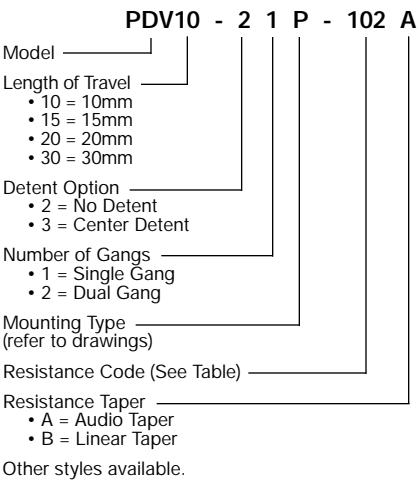 PDV10 - 2 1 P - 102 A
Model
Length of Travel
• 10 = 10mm
• 15 = 15mm
• 20 = 20mm
• 30 = 30mm
Detent Option
• 2 = No Detent
• 3 = Center Detent
Number of Gangs
• 1 = Single Gang
• 2 = Dual Gang
Mounting Type
(refer to drawings)
Resistance Code (See Table)
Resistance Taper
• A = Audio Taper
• B = Linear Taper
Other styles available.